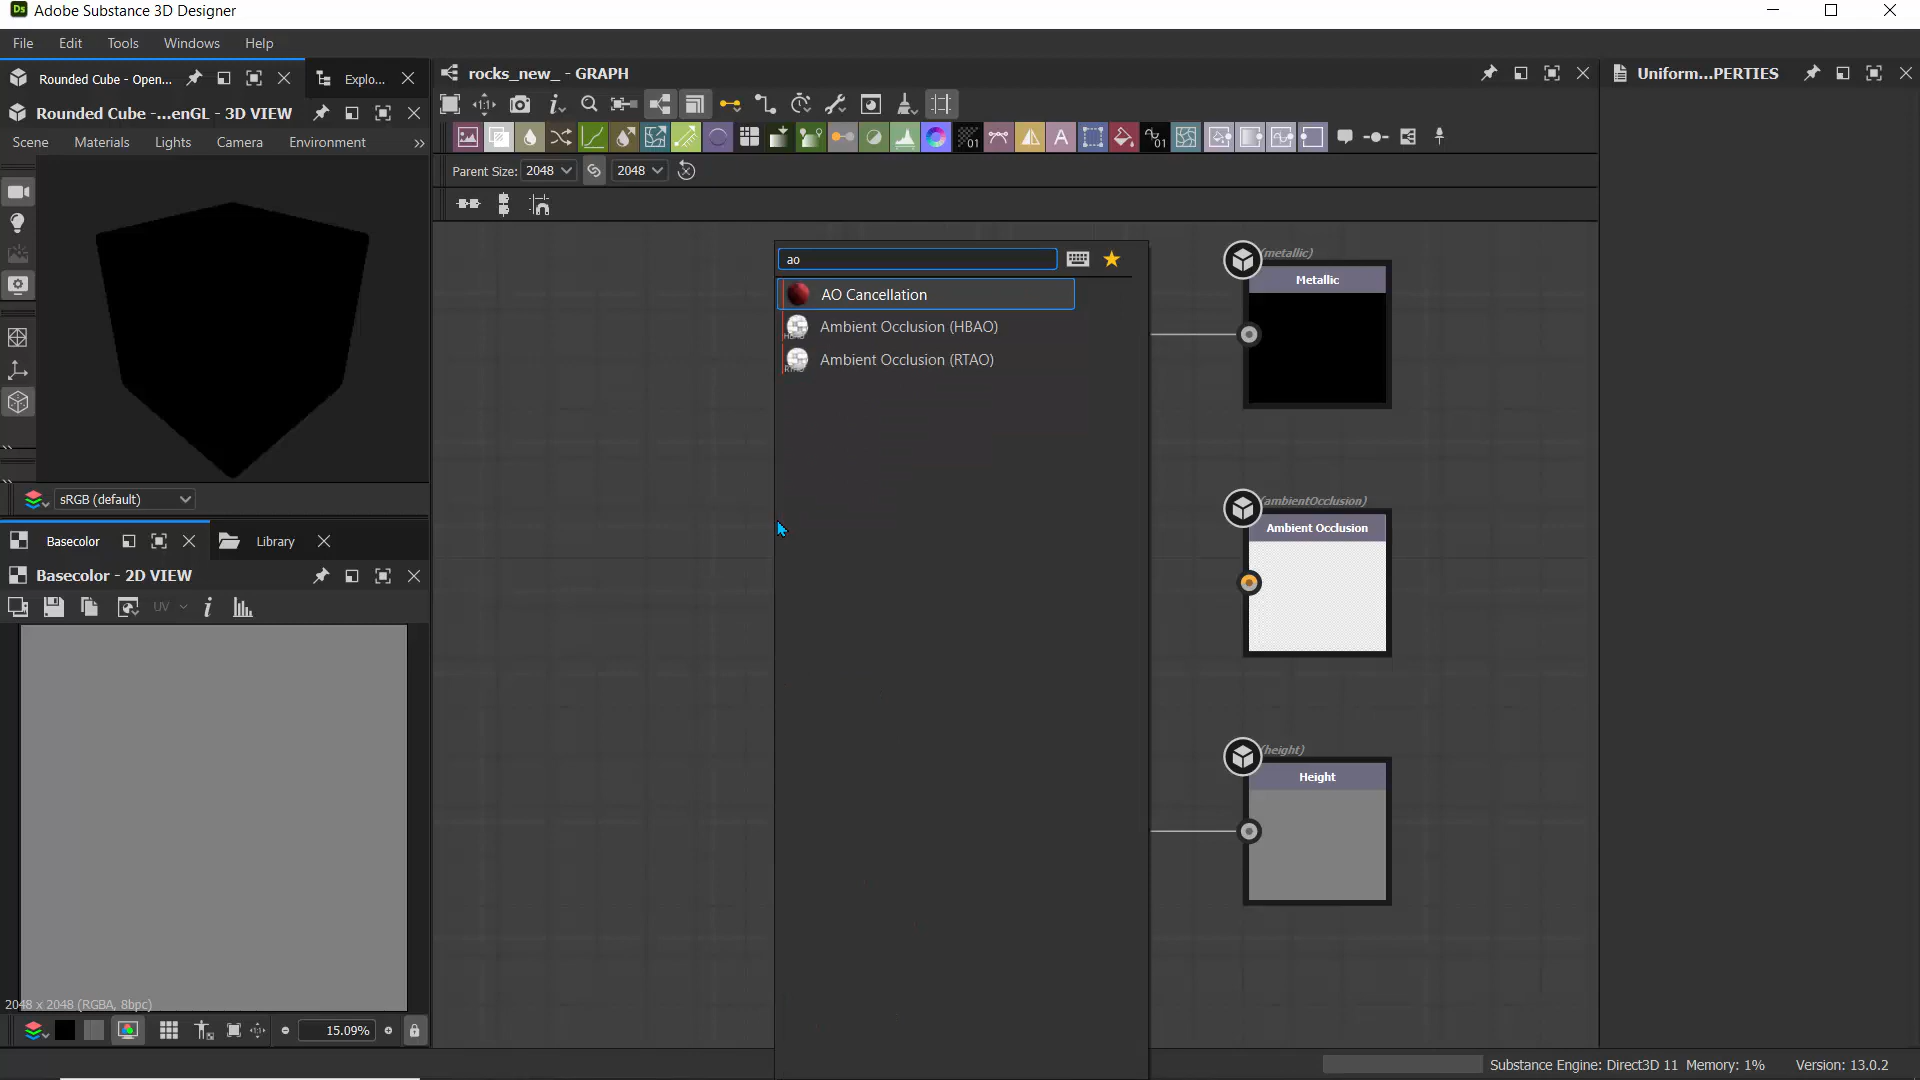 Ds Adobe Substance 3D Designer
File Edit Tools Windows Help
Rounded Cube - Open... Explo...
Rounded Cube -...enGL - 3D VIEW
Scene Materials Lights Camera Environment »
sRGB (default)
Basecolor Library
Basecolor - 2D VIEW
UV
2048 x 2048 (RGBA, 8bpc)
15.09%
rocks_new_ - GRAPH
Parent Size: 2048 2048
ao
AO Cancellation
Ambient Occlusion (HBAO)
Ambient Occlusion (RTAO)
(metallic)
Metallic
(ambientOcclusion)
Ambient Occlusion
(height)
Height
Uniform...PERTIES
Substance Engine: Direct3D 11 Memory: 1% Version: 13.0.2